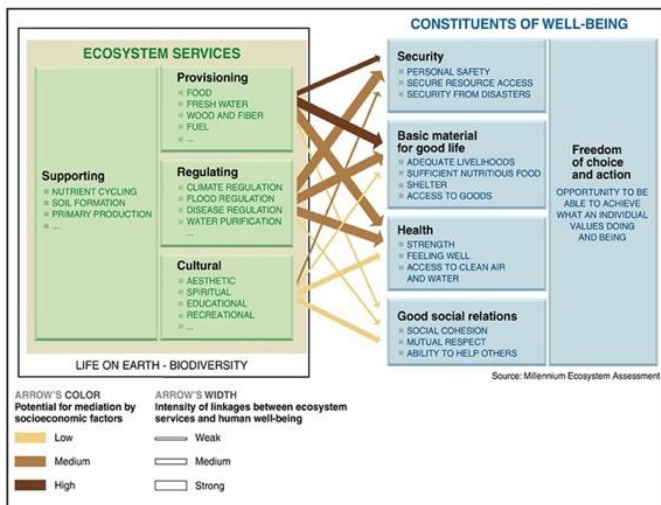 CONSTITUENTS OF WELL-BEING
ECOSYSTEM SERVICES
Supporting
NUTRIENT CYCLING
SOIL FORMATION
PRIMARY PRODUCTION
...
Provisioning
FOOD
FRESH WATER
WOOD AND FIBER
FUEL
...
Regulating
CLIMATE REGULATION
FLOOD REGULATION
DISEASE REGULATION
WATER PURIFICATION
...
Cultural
AESTHETIC
SPIRITUAL
EDUCATIONAL
RECREATIONAL
...
LIFE ON EARTH - BIODIVERSITY
Security
PERSONAL SAFETY
SECURE RESOURCE ACCESS
SECURITY FROM DISASTERS
Basic material
for good life
ADEQUATE LIVELIHOODS
SUFFICIENT NUTRITIOUS FOOD
SHELTER
ACCESS TO GOODS
Health
STRENGTH
FEELING WELL
ACCESS TO CLEAN AIR
AND WATER
Good social relations
SOCIAL COHESION
MUTUAL RESPECT
ABILITY TO HELP OTHERS
Freedom
of choice
and action
OPPORTUNITY TO BE
ABLE TO ACHIEVE
WHAT AN INDIVIDUAL
VALUES DOING
AND BEING
Source: Millennium Ecosystem Assessment
ARROW'S COLOR
Potential for mediation by
socioeconomic factors
Low
Medium
High
ARROW'S WIDTH
Intensity of linkages between ecosystem
services and human well-being
Weak
Medium
Strong